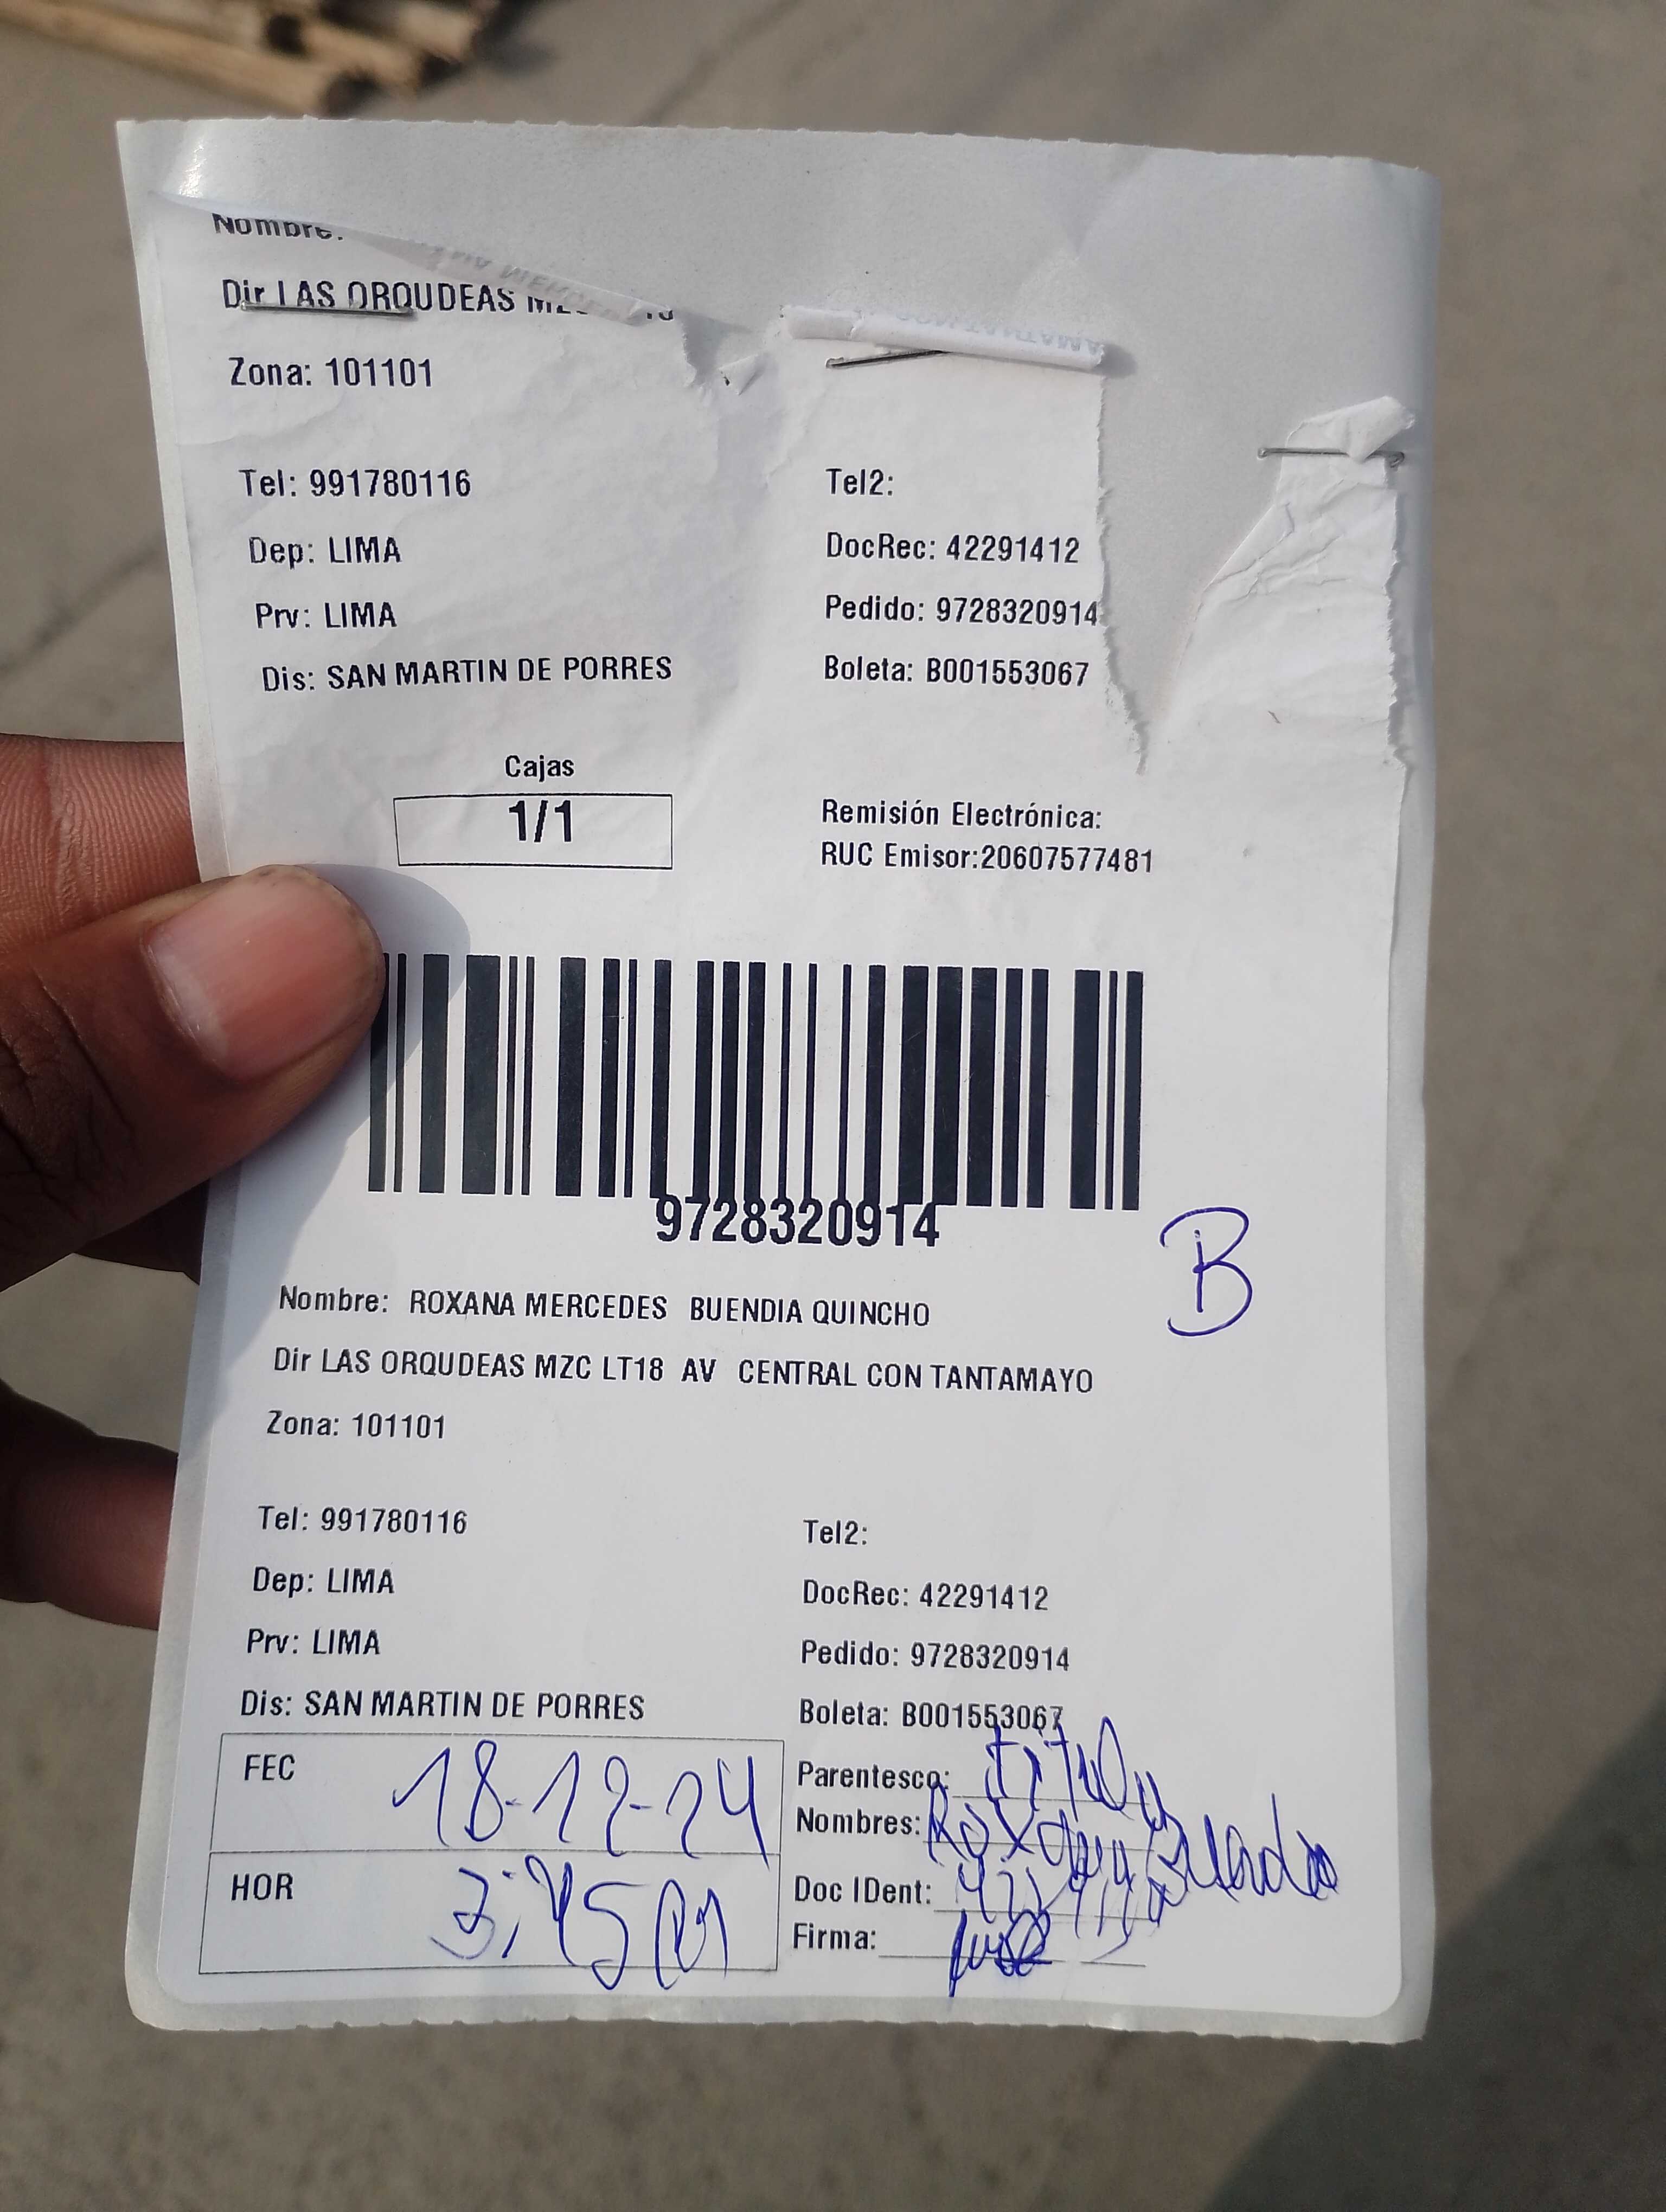 Nombre:
Dir LAS ORQUDEAS
Zona: 101101
Tel: 991780116 Tel2:
Dep: LIMA DocRec: 42291412
Prv: LIMA Pedido: 9728320914
Dis: SAN MARTIN DE PORRES Boleta: B001553067
Cajas
1/1
Remisión Electrónica:
RUC Emisor:20607577481
9728320914
B
Nombre: ROXANA MERCEDES BUENDIA QUINCHO
Dir LAS ORQUDEAS MZC LT18 AV CENTRAL CON TANTAMAYO
Zona: 101101
Tel: 991780116 Tel2:
Dep: LIMA DocRec: 42291412
Prv: LIMA Pedido: 9728320914
Dis: SAN MARTIN DE PORRES Boleta: B001553067
FEC 18-12-24
HOR 3:45 PM
Parentesco:
Nombres: Roxana
Doc IDent:
Firma: